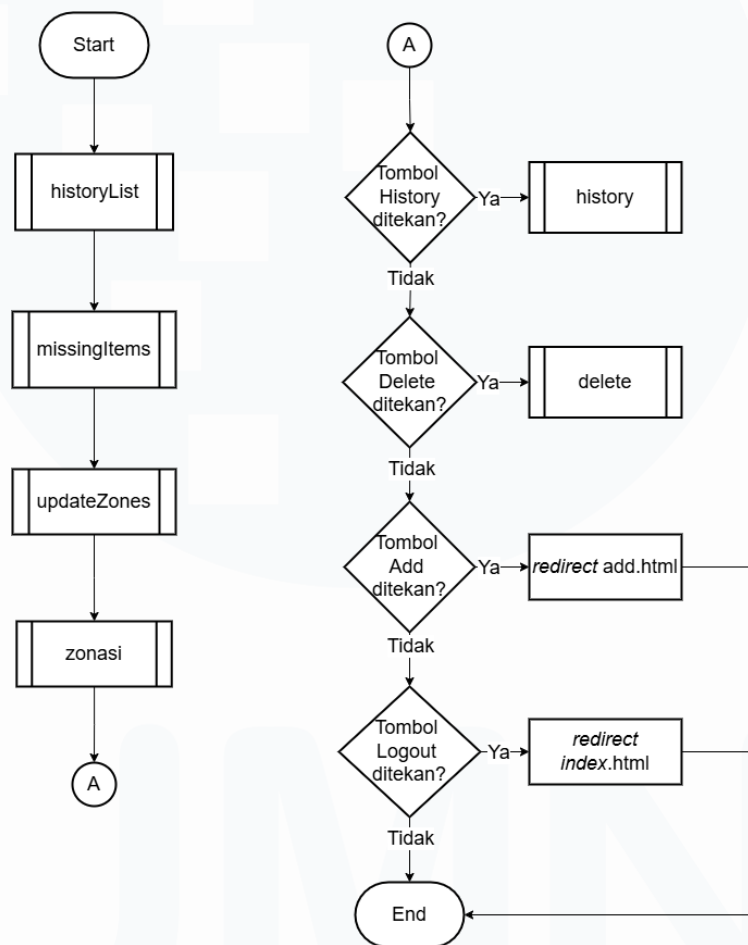 Start
historyList
missingItems
updateZones
zonasi
A
A
Tombol
History
ditekan?
Ya
history
Tidak
Tombol
Delete
ditekan?
Ya
delete
Tidak
Tombol
Add
ditekan?
Ya
redirect add.html
Tidak
Tombol
Logout
ditekan?
Ya
redirect
index.html
Tidak
End